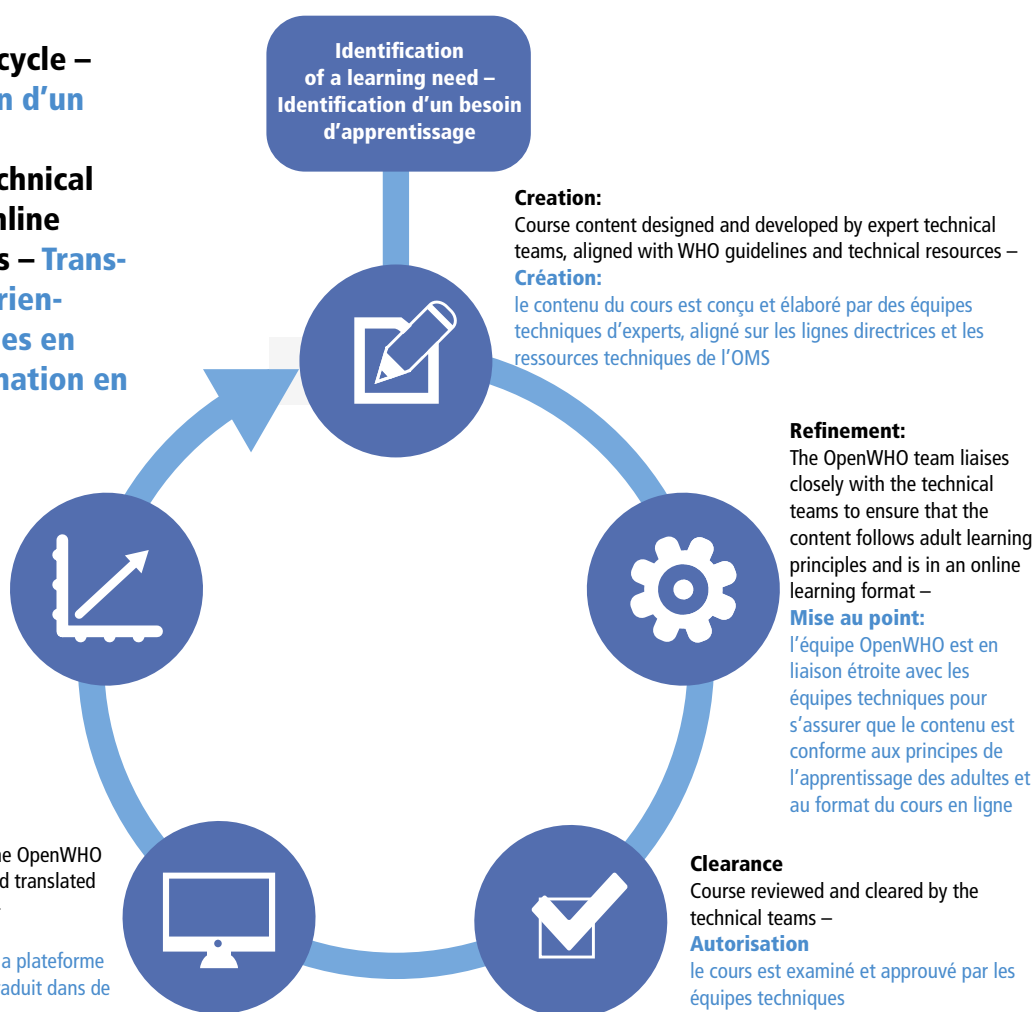 cycle –
n d’un
chnical
nline
s – Trans-
rien-
es en
nation en
Identification
of a learning need –
Identification d’un besoin
d’apprentissage
Creation:
Course content designed and developed by expert technical
teams, aligned with WHO guidelines and technical resources –
Création:
le contenu du cours est conçu et élaboré par des équipes
techniques d’experts, aligné sur les lignes directrices et les
ressources techniques de l’OMS
Refinement:
The OpenWHO team liaises
closely with the technical
teams to ensure that the
content follows adult learning
principles and is in an online
learning format –
Mise au point:
l’équipe OpenWHO est en
liaison étroite avec les
équipes techniques pour
s’assurer que le contenu est
conforme aux principes de
l’apprentissage des adultes et
au format du cours en ligne
Clearance
Course reviewed and cleared by the
technical teams –
Autorisation
le cours est examiné et approuvé par les
équipes techniques
ne OpenWHO
d translated
a plateforme
raduit dans de